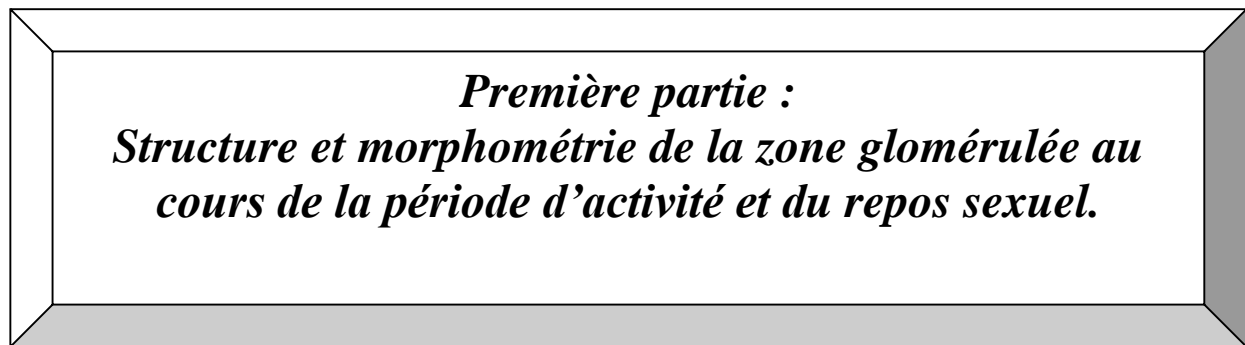 Première partie :
Structure et morphométrie de la zone glomérulée au
cours de la période d’activité et du repos sexuel.